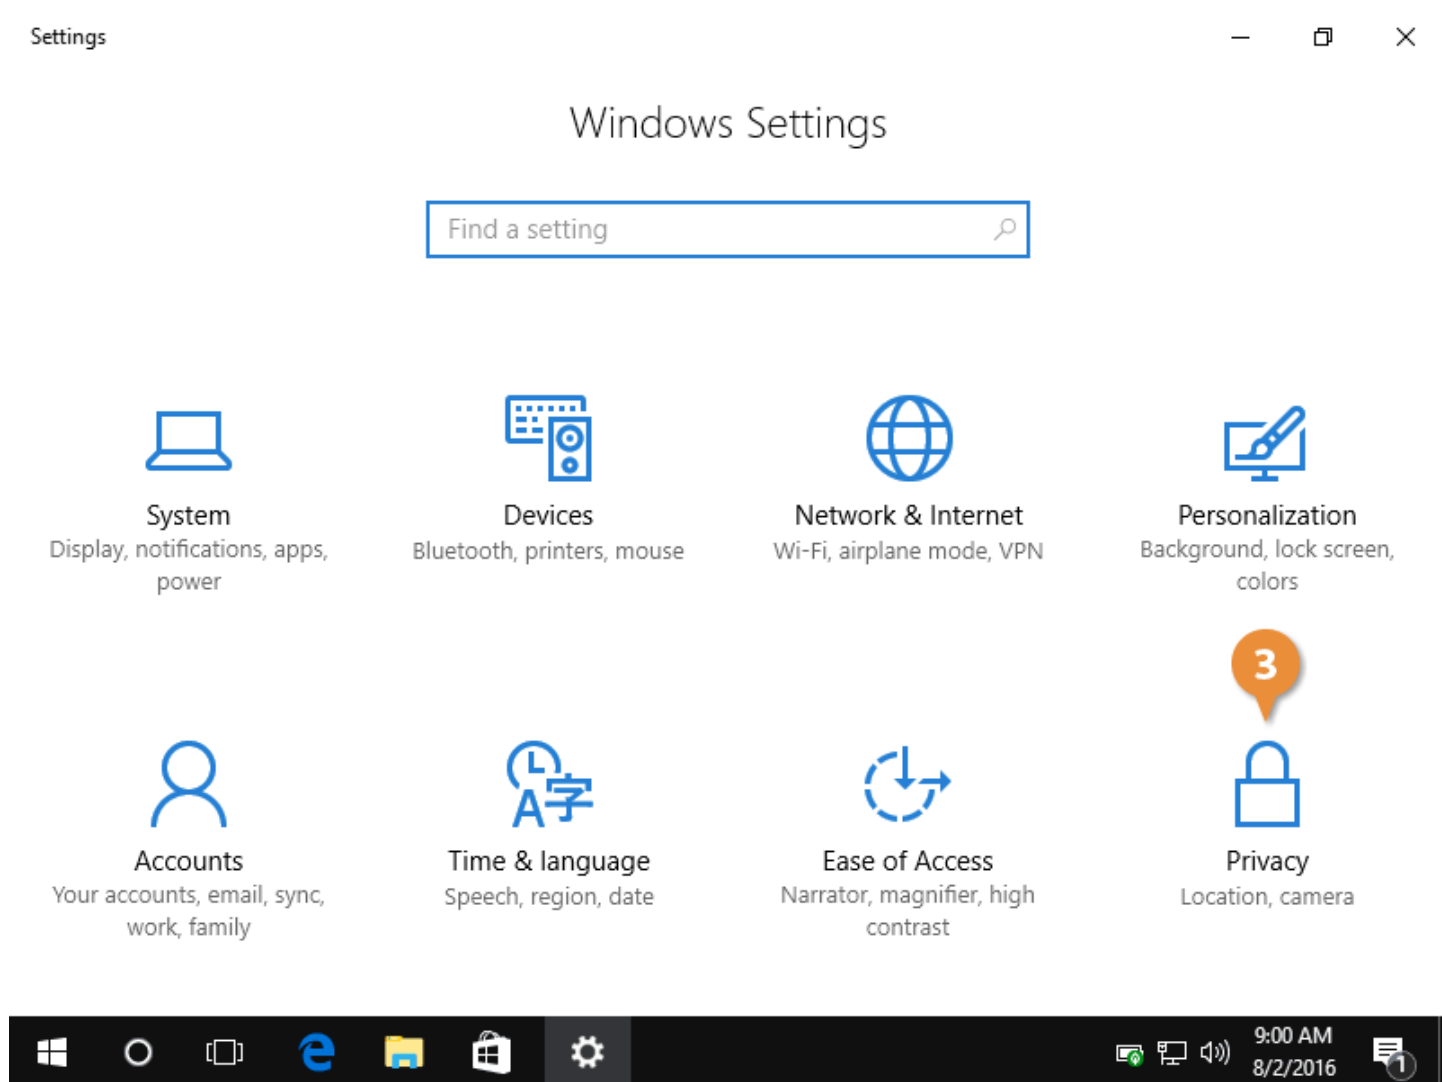 Settings
Windows Settings
Find a setting
System
Display, notifications, apps,
power
Devices
Bluetooth, printers, mouse
Network & Internet
Wi-Fi, airplane mode, VPN
Personalization
Background, lock screen,
colors
3
Accounts
Your accounts, email, sync,
work, family
Time & language
Speech, region, date
Ease of Access
Narrator, magnifier, high
contrast
Privacy
Location, camera
A字
9:00 AM
8/2/2016
1